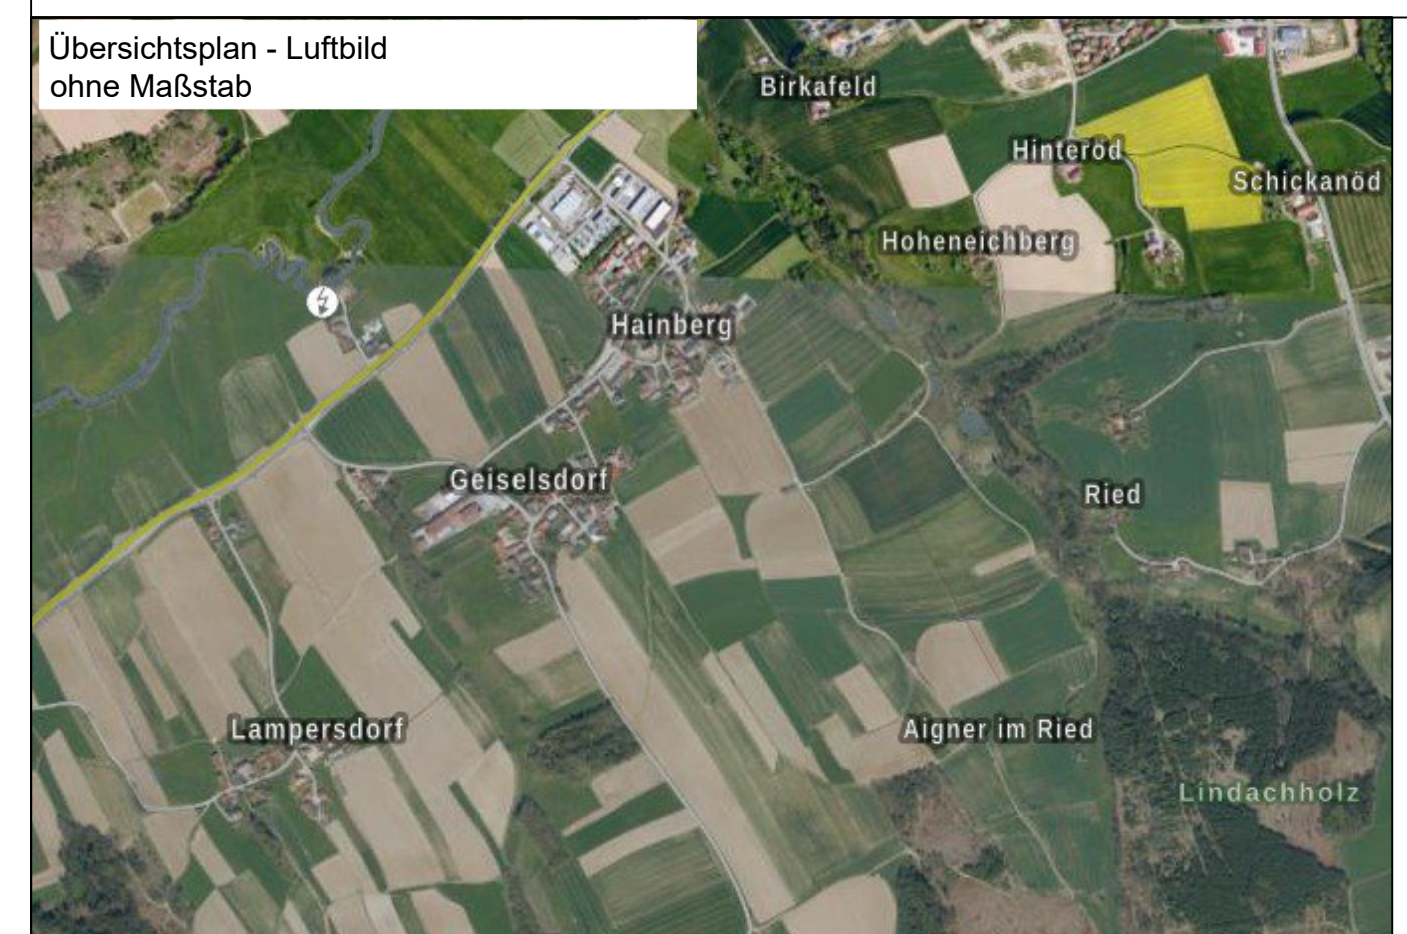 Übersichtsplan - Luftbild
ohne Maßstab
Birkafeld
Hinteröd
Schickanöd
Hoheneichberg
Hainberg
Geiselsdorf
Ried
Lampersdorf
Aigner im Ried
Lindachholz